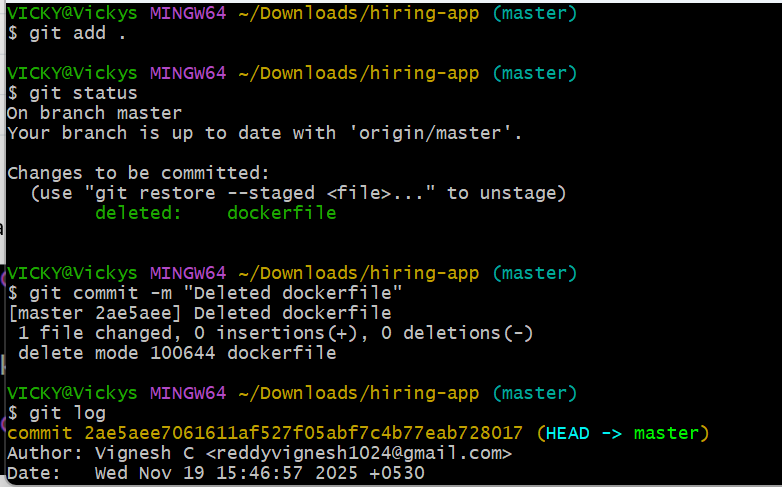 VICKY@Vickys MINGW64 ~/Downloads/hiring-app (master)
$ git add .
VICKY@Vickys MINGW64 ~/Downloads/hiring-app (master)
$ git status
On branch master
Your branch is up to date with 'origin/master'.
Changes to be committed:
  (use "git restore --staged <file>..." to unstage)
        deleted:    dockerfile
VICKY@Vickys MINGW64 ~/Downloads/hiring-app (master)
$ git commit -m "Deleted dockerfile"
[master 2ae5aee] Deleted dockerfile
 1 file changed, 0 insertions(+), 0 deletions(-)
 delete mode 100644 dockerfile
VICKY@Vickys MINGW64 ~/Downloads/hiring-app (master)
$ git log
commit 2ae5aee7061611af527f05abf7c4b77eab728017 (HEAD -> master)
Author: Vignesh C <reddyvignesh1024@gmail.com>
Date:   Wed Nov 19 15:46:57 2025 +0530